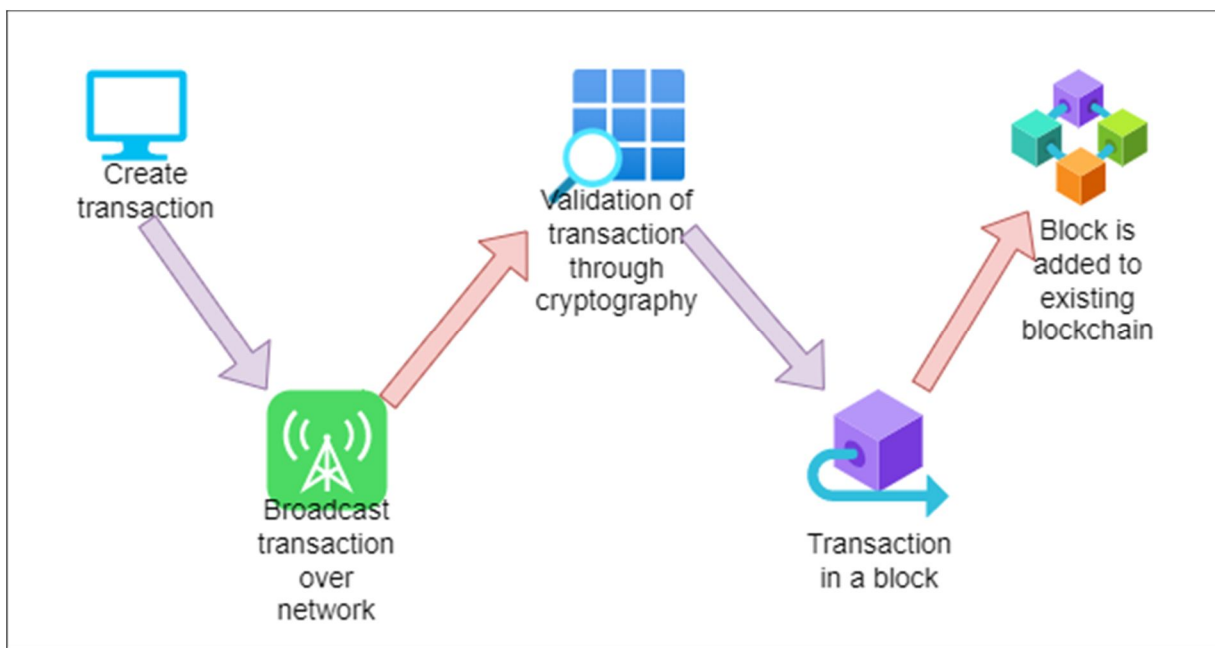 Create
transaction
Broadcast
transaction
over
network
Validation of
transaction
through
cryptography
Transaction
in a block
Block is
added to
existing
blockchain